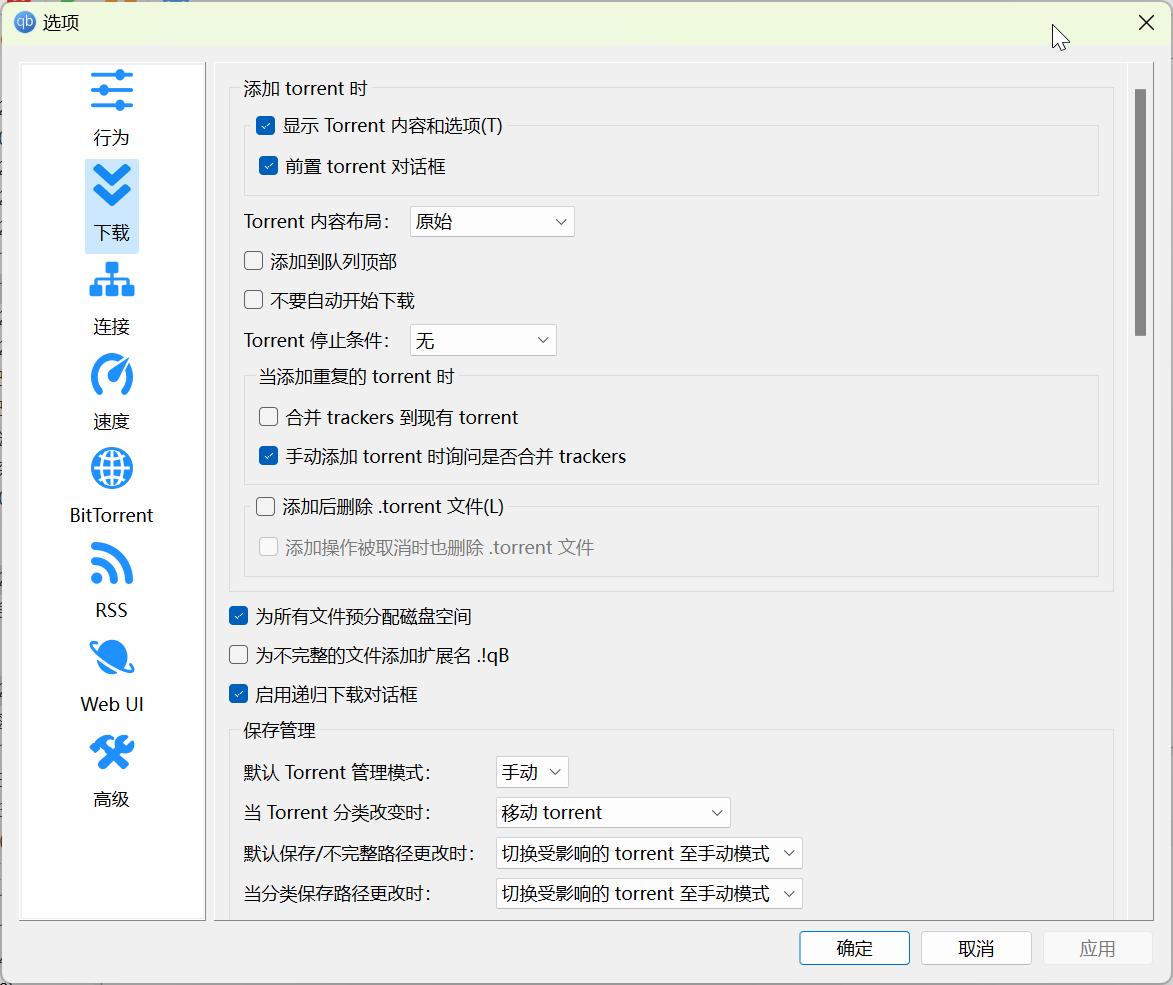 qb 选项
行为
下载
连接
速度
BitTorrent
RSS
Web UI
高级
添加 torrent 时
显示 Torrent 内容和选项(T)
前置 torrent 对话框
Torrent 内容布局： 原始
添加到队列顶部
不要自动开始下载
Torrent 停止条件： 无
当添加重复的 torrent 时
合并 trackers 到现有 torrent
手动添加 torrent 时询问是否合并 trackers
添加后删除 .torrent 文件(L)
添加操作被取消时也删除 .torrent 文件
为所有文件预分配磁盘空间
为不完整的文件添加扩展名 .!qB
启用递归下载对话框
保存管理
默认 Torrent 管理模式： 手动
当 Torrent 分类改变时： 移动 torrent
默认保存/不完整路径更改时： 切换受影响的 torrent 至手动模式
当分类保存路径更改时： 切换受影响的 torrent 至手动模式
确定 取消 应用